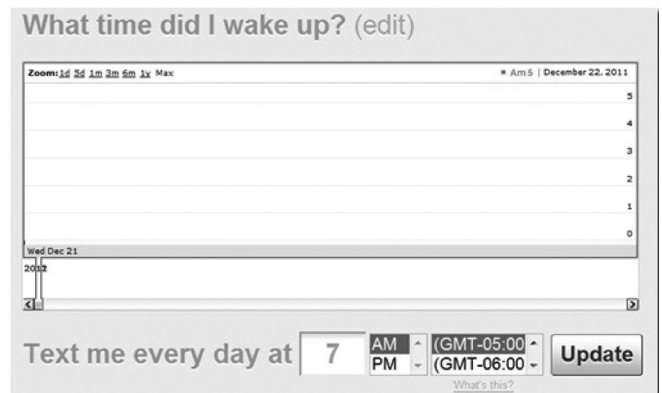 What time did I wake up? (edit)
Zoom: 1d 5d 1m 3m 6m 1y Max
Am 5 | December 22, 2011
5
4
3
2
1
0
Wed Dec 21
Text me every day at 7 AM (GMT-05:00
PM (GMT-06:00
Update
What's this?